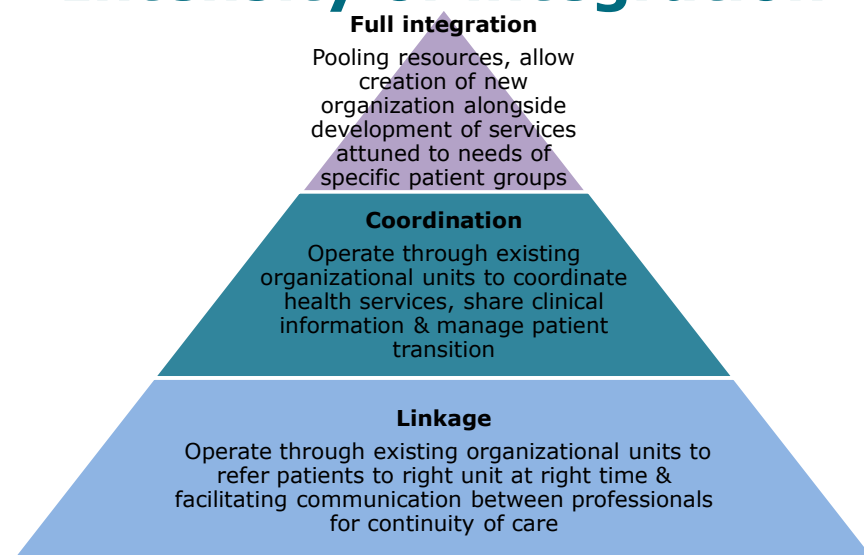 Intensity of Integration
Full integration
Pooling resources, allow
creation of new
organization alongside
development of services
attuned to needs of
specific patient groups
Coordination
Operate through existing
organizational units to coordinate
health services, share clinical
information & manage patient
transition
Linkage
Operate through existing organizational units to
refer patients to right unit at right time &
facilitating communication between professionals
for continuity of care